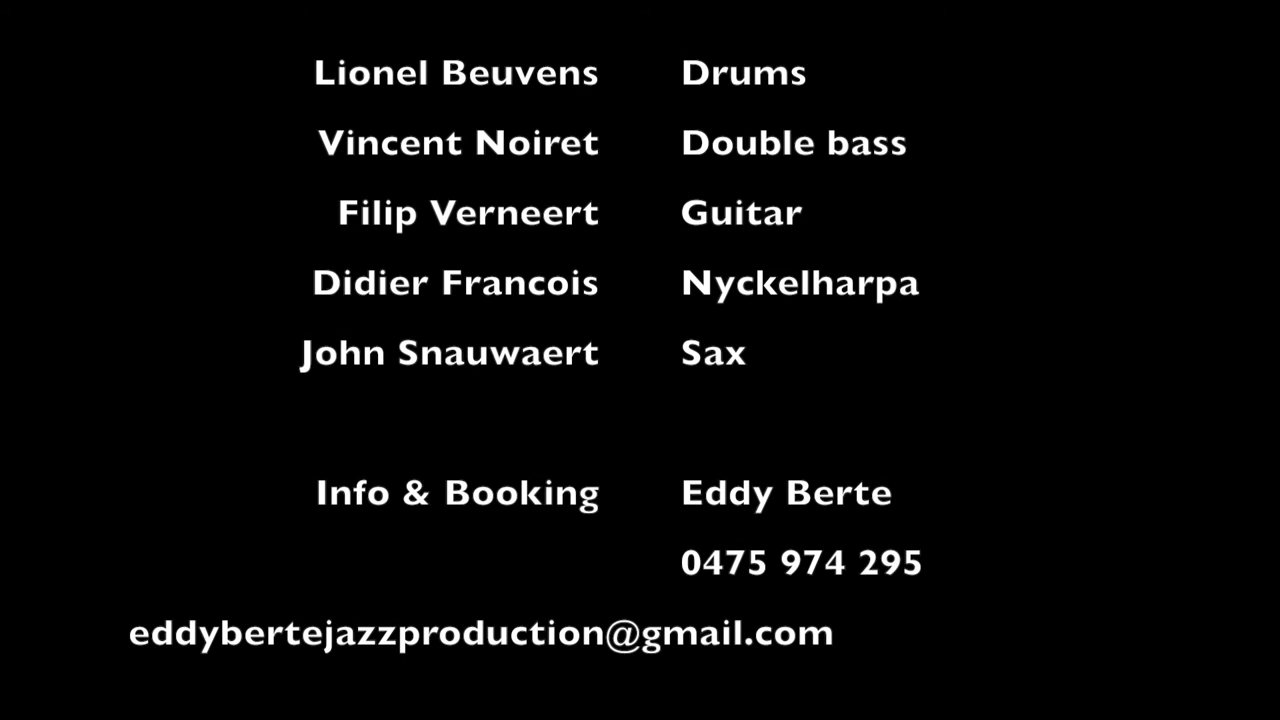 Lionel Beuvens Drums
Vincent Noiret Double bass
Filip Verneert Guitar
Didier Francois Nyckelharpa
John Snauwaert Sax
Info & Booking Eddy Berte
0475 974 295
eddybertejazzproduction@gmail.com